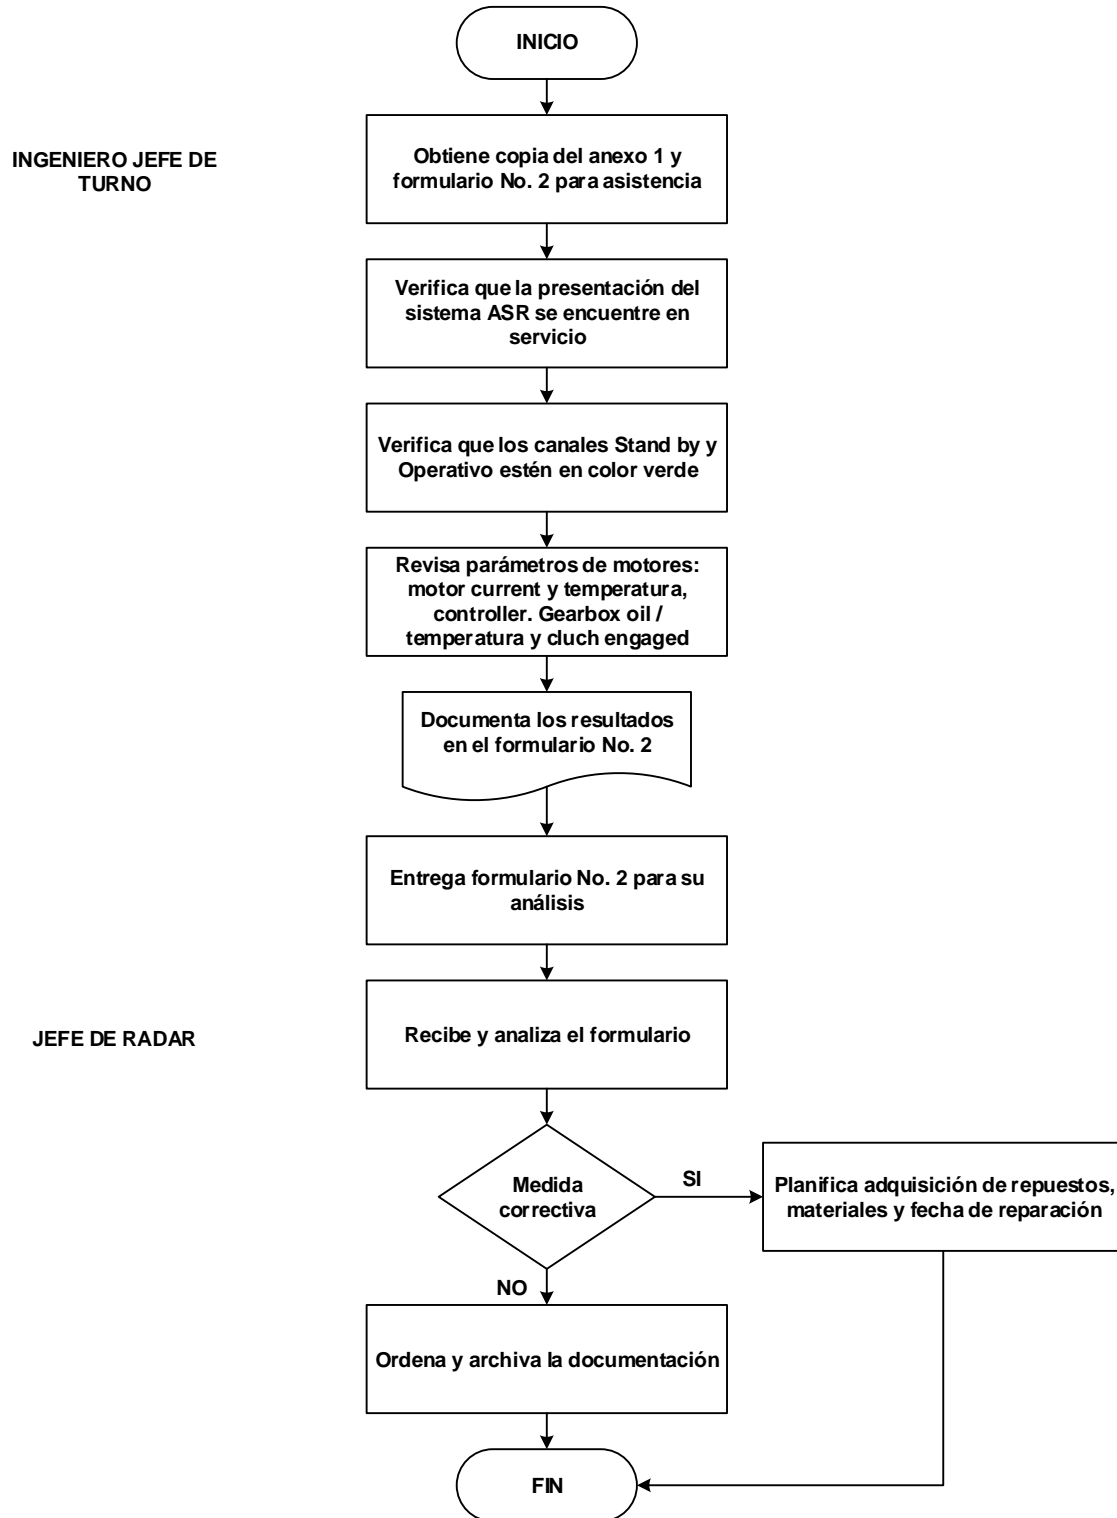 INICIO
INGENIERO JEFE DE
TURNO
Obtiene copia del anexo 1 y
formulario No. 2 para asistencia
Verifica que la presentación del
sistema ASR se encuentre en
servicio
Verifica que los canales Stand by y
Operativo estén en color verde
Revisa parámetros de motores:
motor current y temperatura,
controller. Gearbox oil /
temperatura y cluch engaged
Documenta los resultados
en el formulario No. 2
Entrega formulario No. 2 para su
análisis
JEFE DE RADAR
Recibe y analiza el formulario
Medida
correctiva
SI
Planifica adquisición de repuestos,
materiales y fecha de reparación
NO
Ordena y archiva la documentación
FIN